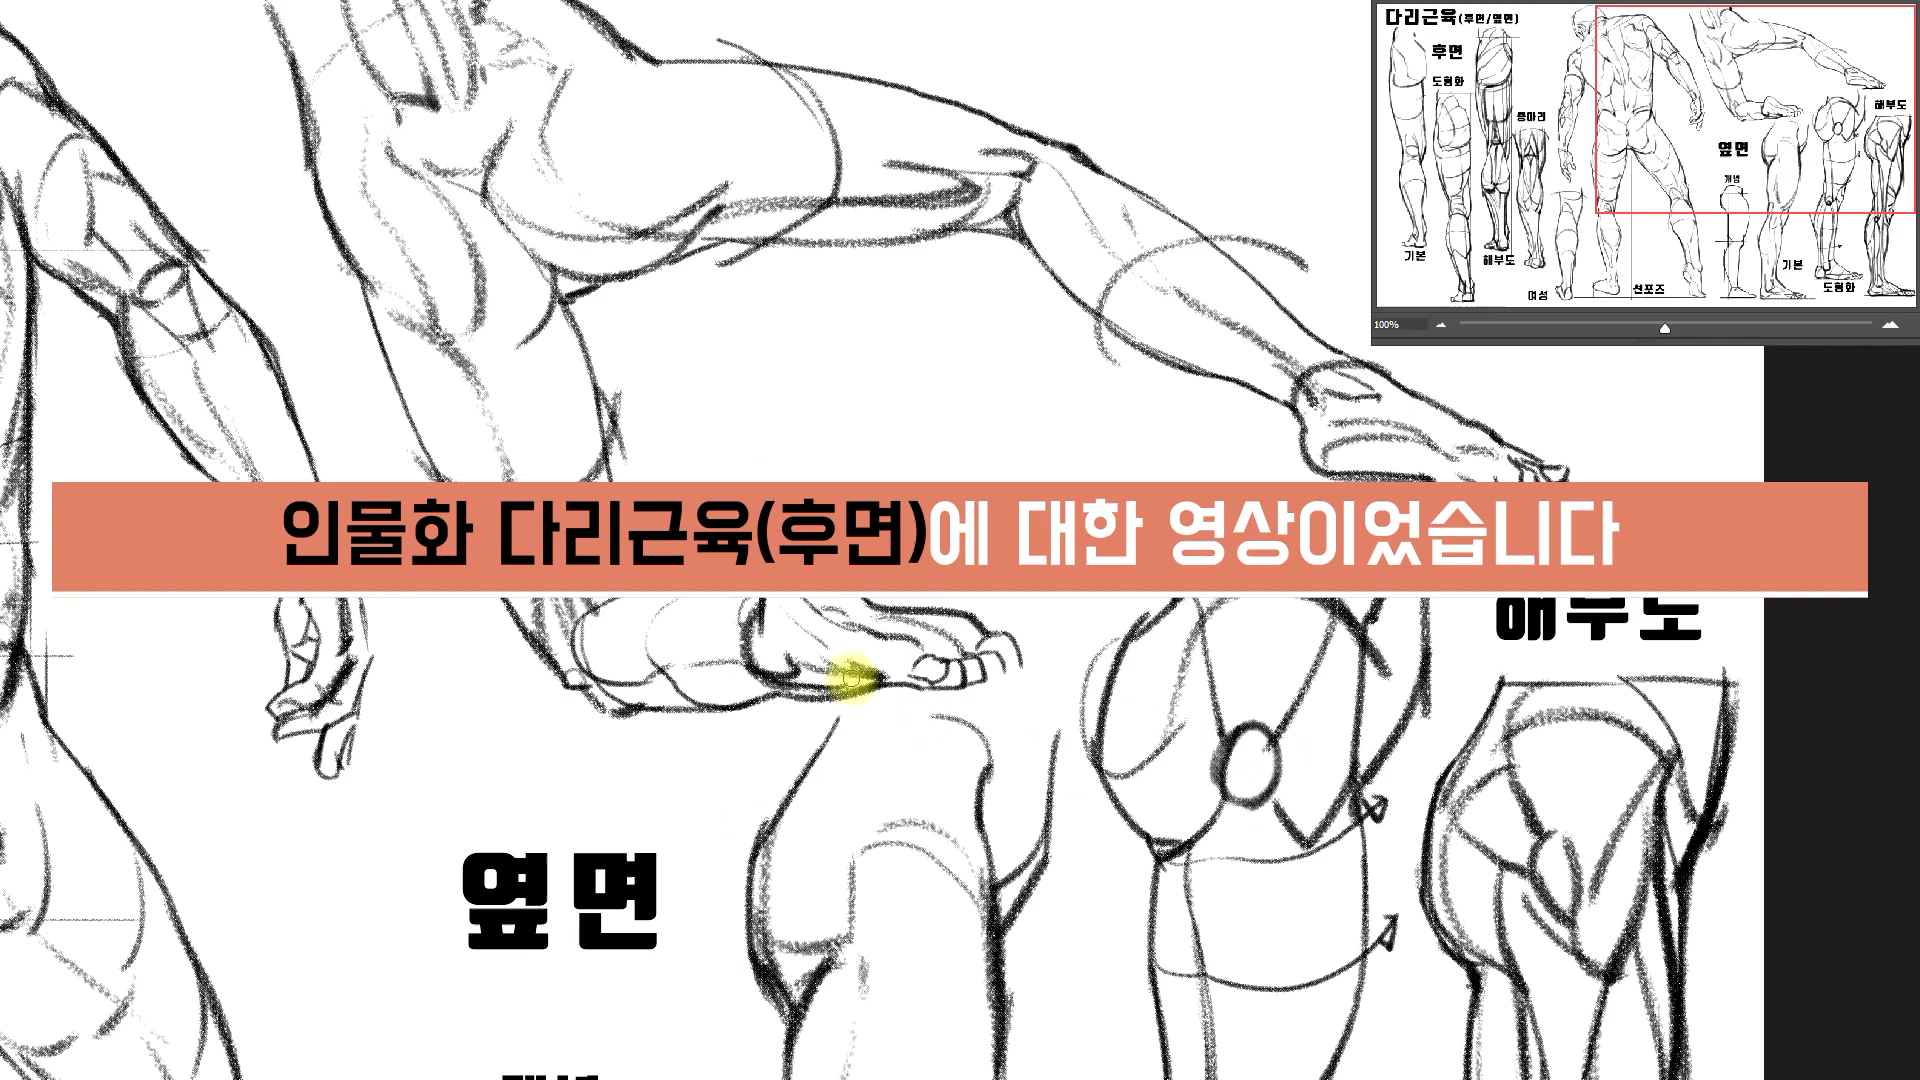 다리근육(후면/옆면)
후면
도형화
종아리
해부도
옆면
개념
기본
해부도
여성
선포즈
기본
도형화
100%
인물화 다리근육(후면)에 대한 영상이었습니다
해부도
옆면